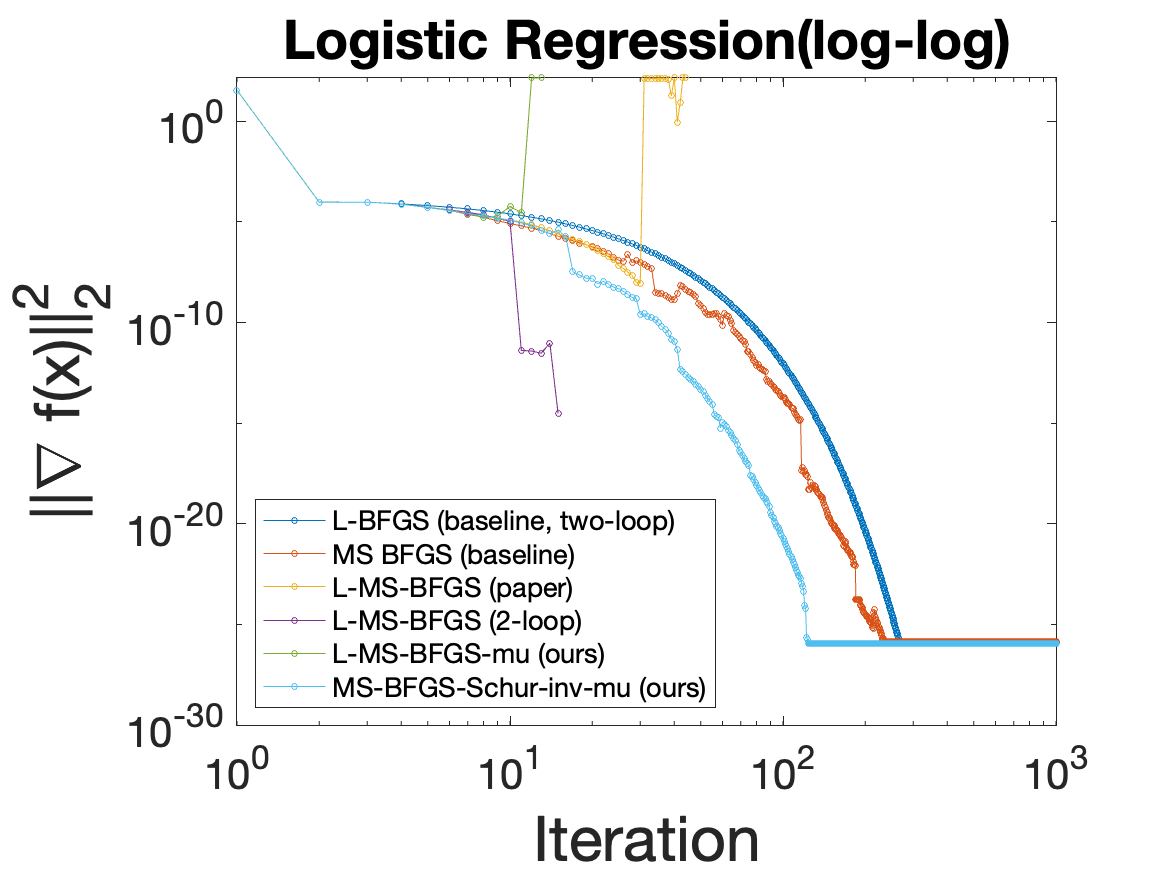 Logistic Regression(log-log)
10^0
10^-10
10^-20
10^-30
||∇ f(x)||_2^2
L-BFGS (baseline, two-loop)
MS BFGS (baseline)
L-MS-BFGS (paper)
L-MS-BFGS (2-loop)
L-MS-BFGS-mu (ours)
MS-BFGS-Schur-inv-mu (ours)
10^0 10^1 10^2 10^3
Iteration